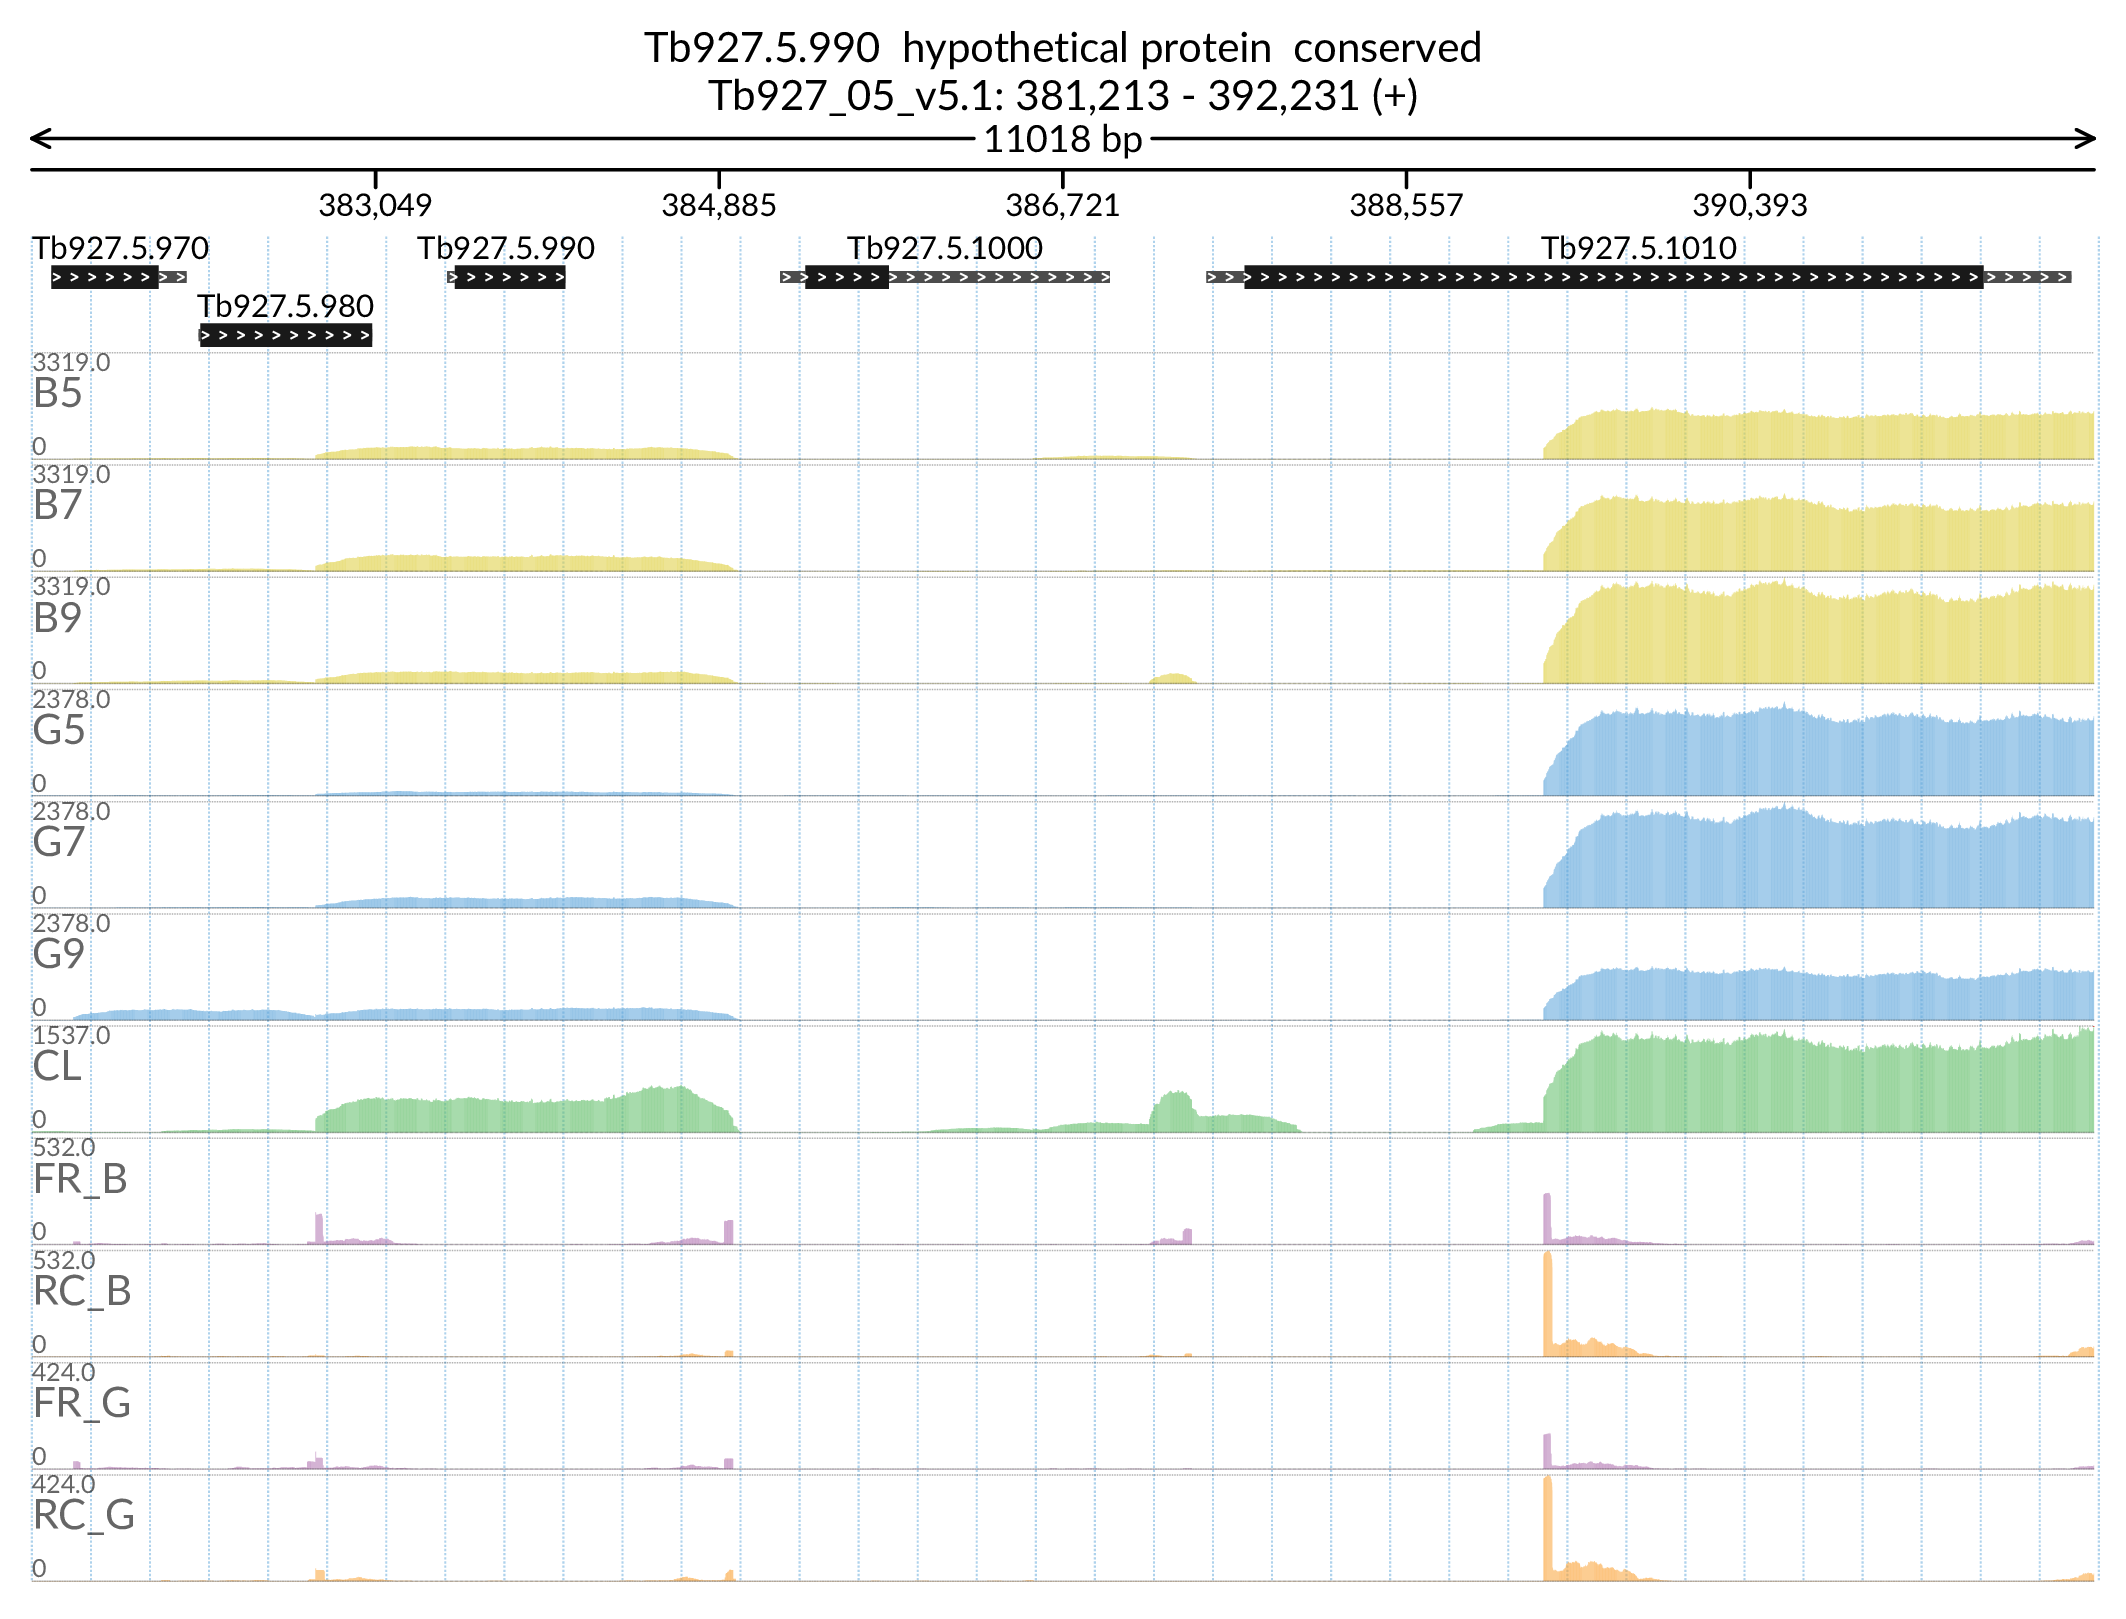 Tb927.5.990  hypothetical protein  conserved
Tb927_05_v5.1: 381,213 - 392,231 (+)
11018 bp
383,049 384,885 386,721 388,557 390,393
Tb927.5.970 Tb927.5.990 Tb927.5.1000 Tb927.5.1010
Tb927.5.980
3319.0
B5
0
3319.0
B7
0
3319.0
B9
0
2378.0
G5
0
2378.0
G7
0
2378.0
G9
0
1537.0
CL
0
532.0
FR_B
0
532.0
RC_B
0
424.0
FR_G
0
424.0
RC_G
0